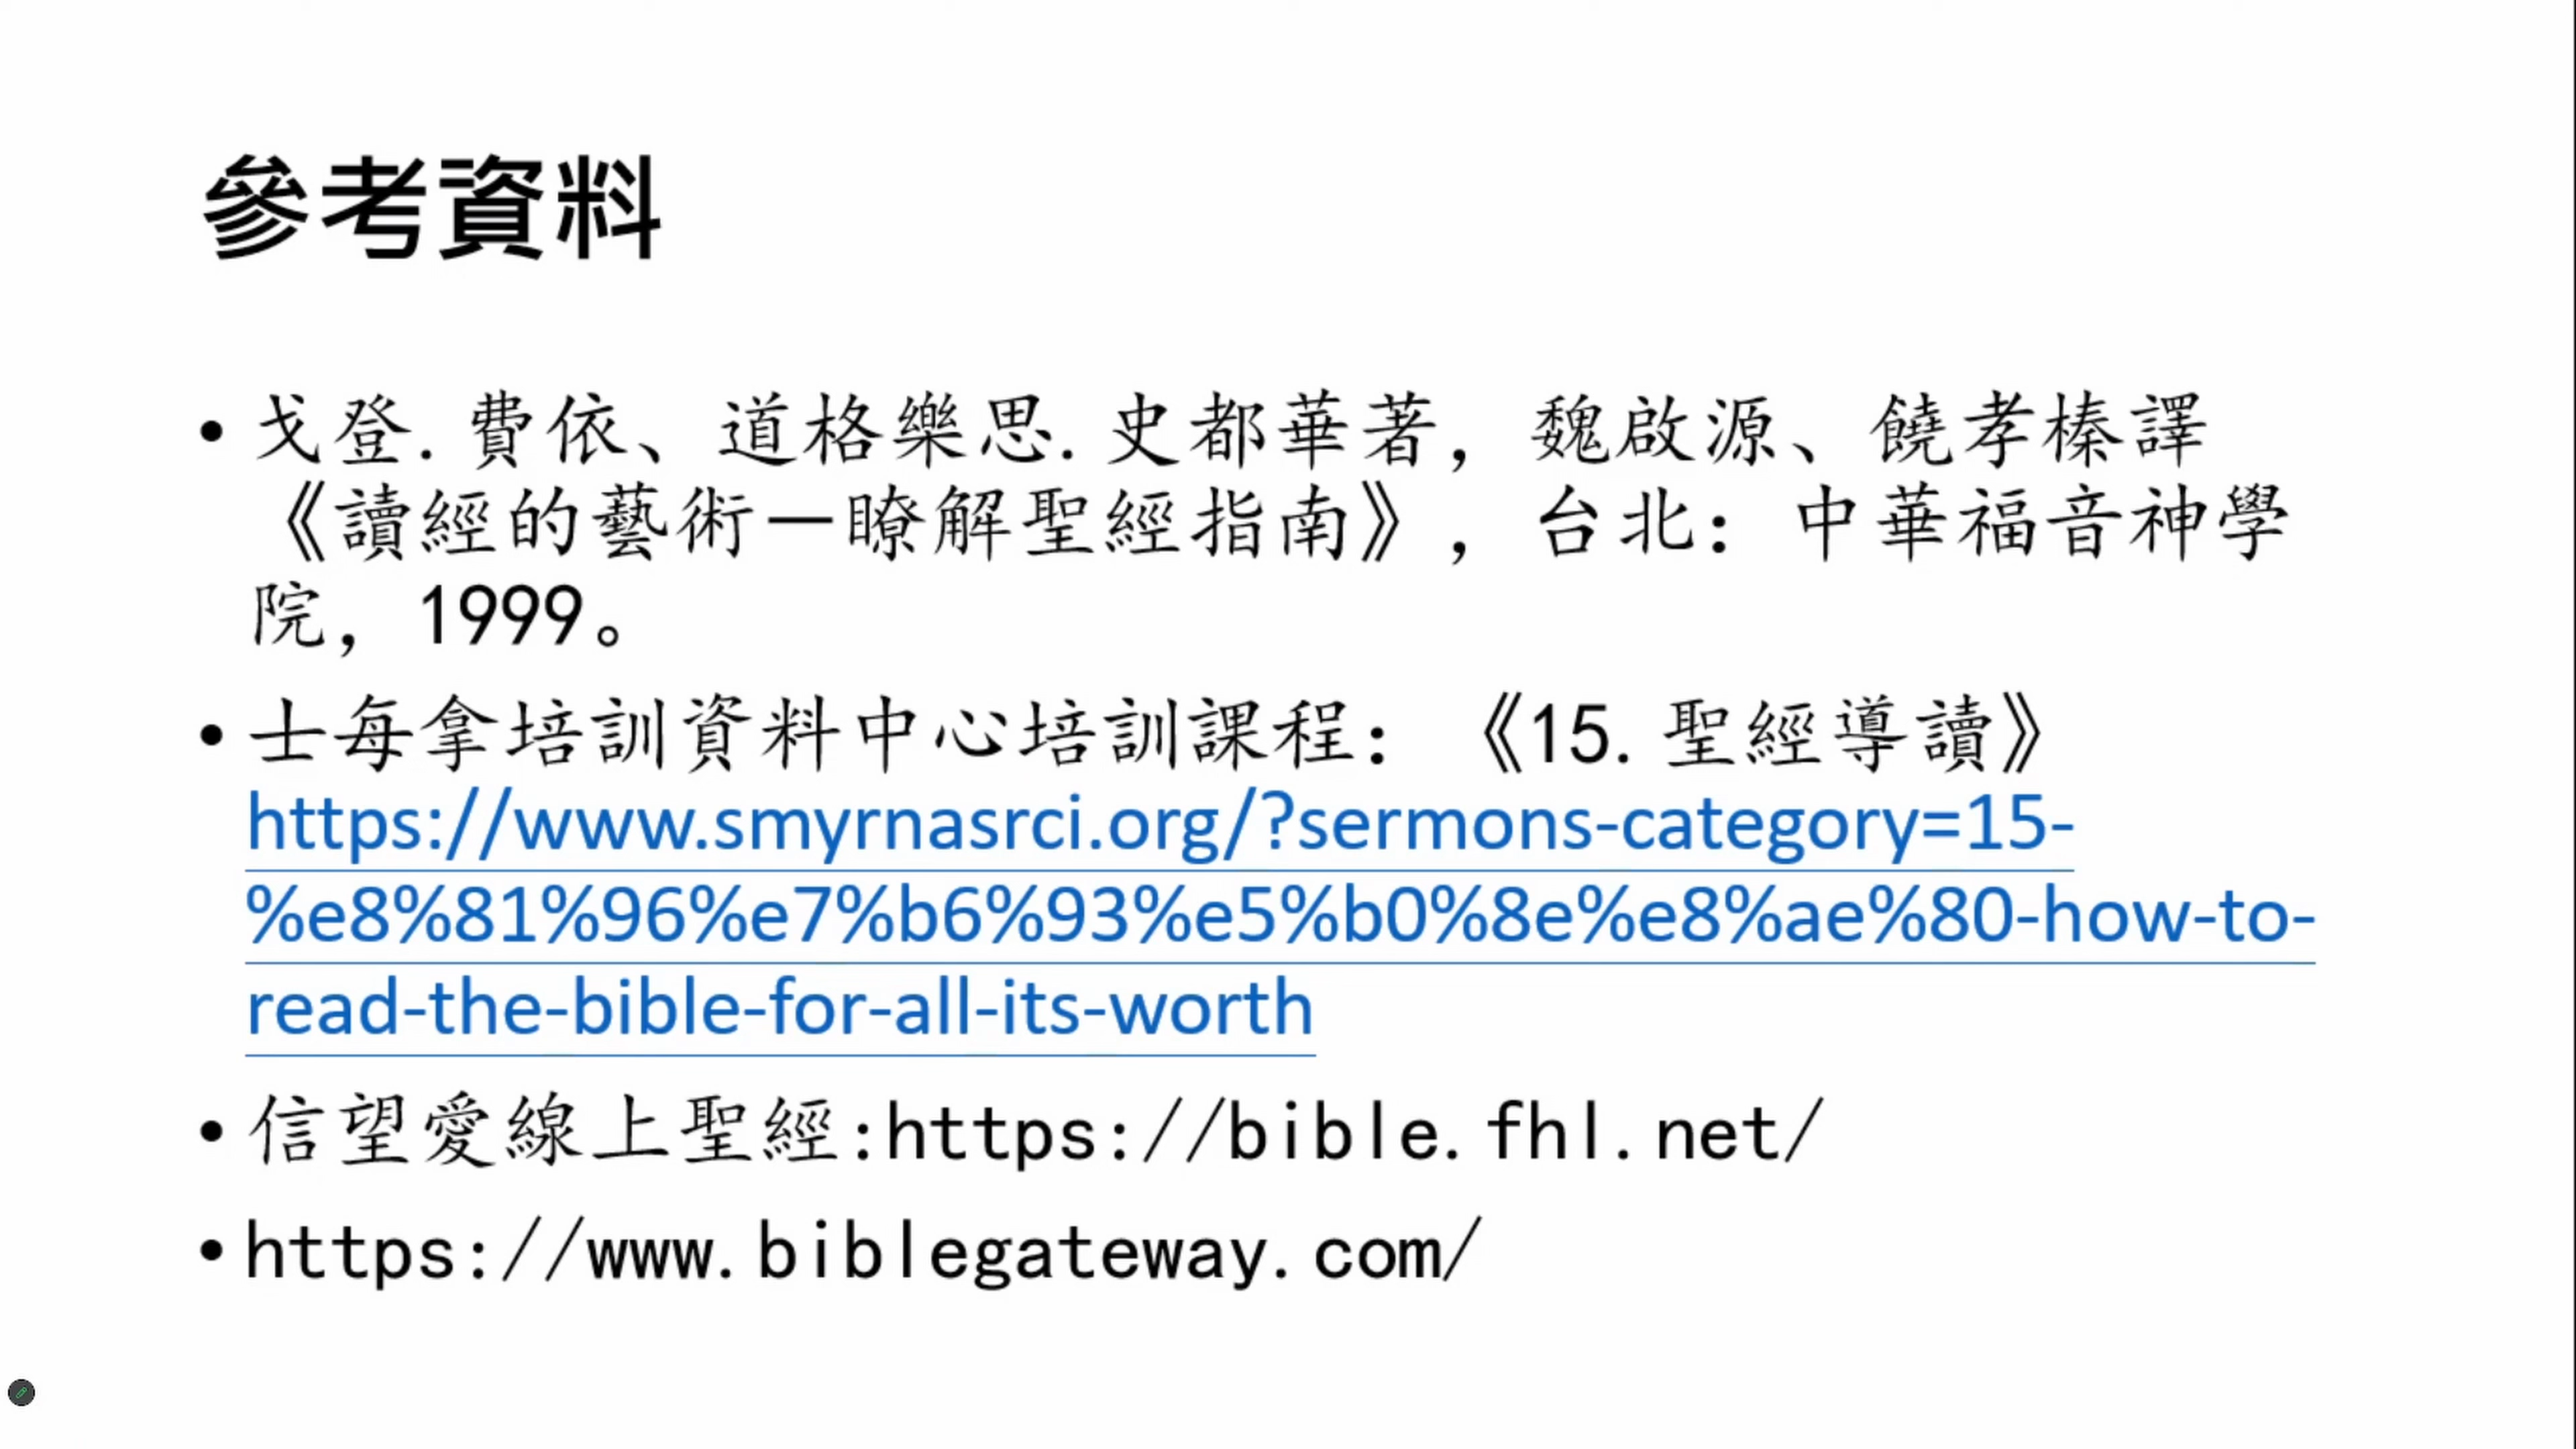 參考資料
• 戈登.費依、道格樂思.史都華著，魏啟源、饒孝榛譯
《讀經的藝術－瞭解聖經指南》，台北：中華福音神學
院，1999。
• 士每拿培訓資料中心培訓課程：《15.聖經導讀》
https://www.smyrnasrci.org/?sermons-category=15-
%e8%81%96%e7%b6%93%e5%b0%8e%e8%ae%80-how-to-
read-the-bible-for-all-its-worth
• 信望愛線上聖經:https://bible.fhl.net/
• https://www.biblegateway.com/